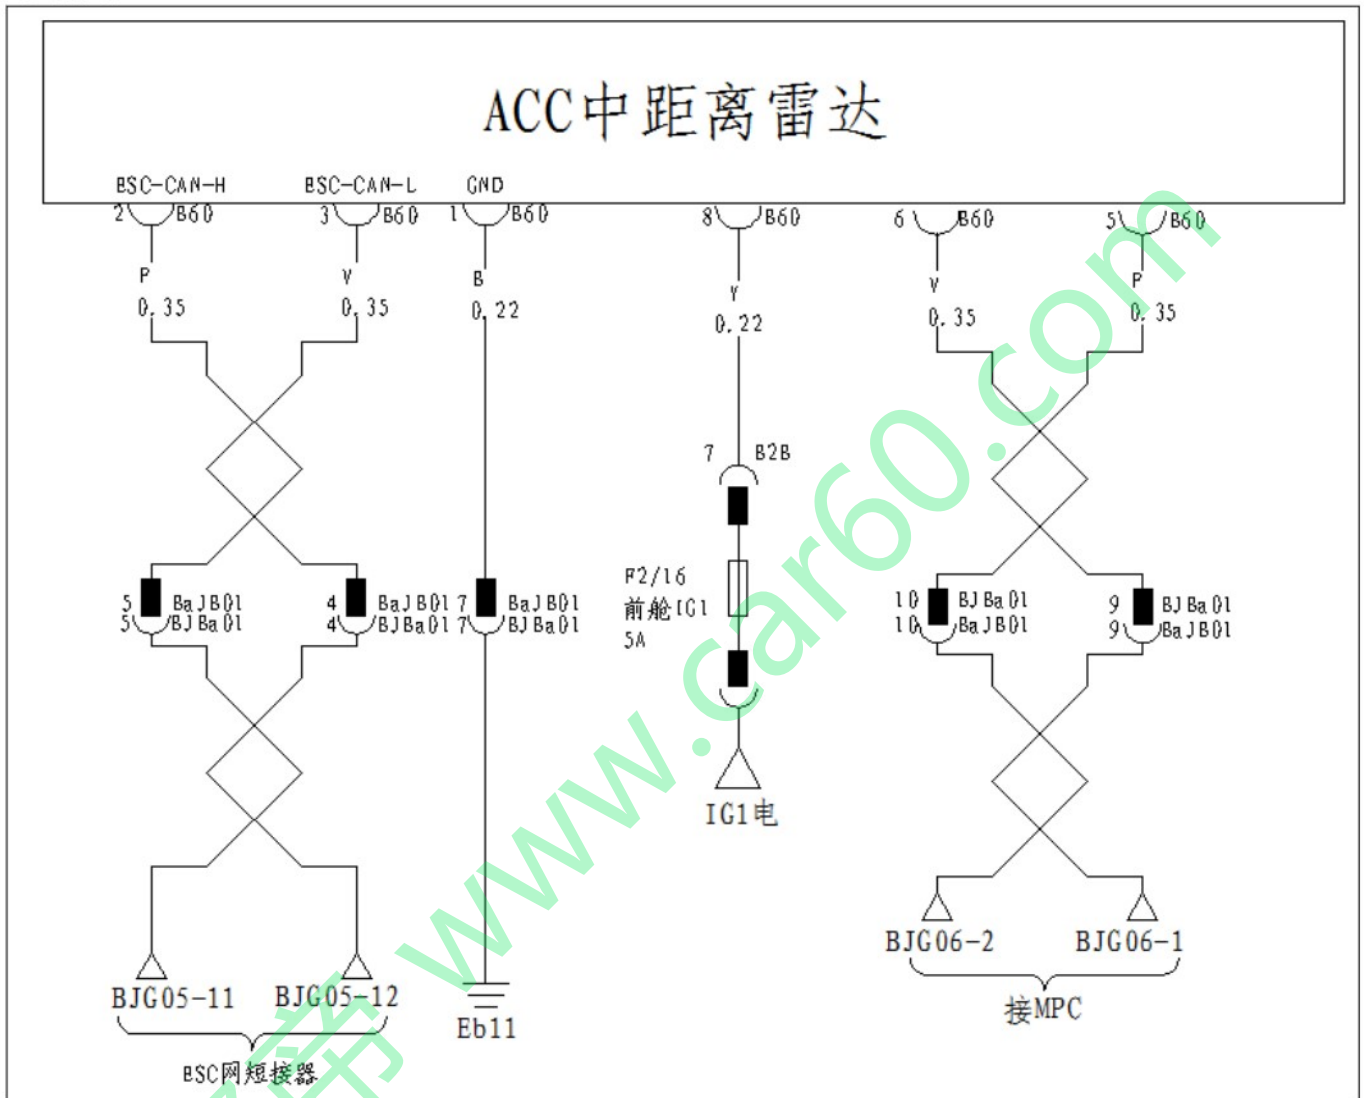 ACC中距离雷达
BSC-CAN-H BSC-CAN-L GND
2 B60 3 B60 1 B60 8 B60 6 B60 5 B60
P V B Y V P
0.35 0.35 0.22 0.22 0.35 0.35
7 B2B
F2/16
前舱IG1
5A
5 BaJB01 4 BaJB01 7 BaJB01 10 BJBa01 9 BJBa01
5 BJBa01 4 BJBa01 7 BJBa01 10 BaJB01 9 BaJB01
IG1电
BJG06-2 BJG06-1
接MPC
BJG05-11 BJG05-12
Eb11
ESC网短接器
帝 www.car60.com